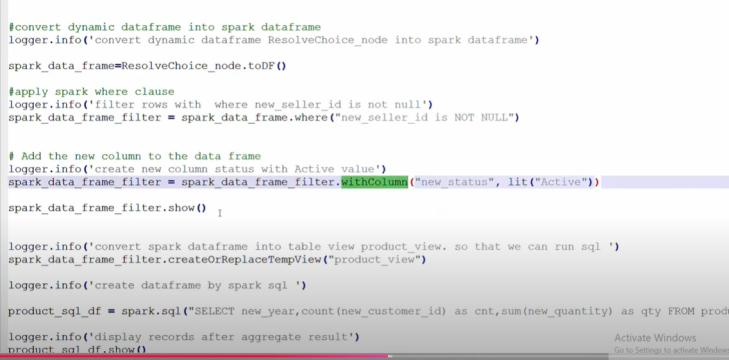 #convert dynamic dataframe into spark dataframe
logger.info('convert dynamic dataframe ResolveChoice_node into spark dataframe')
spark_data_frame=ResolveChoice_node.toDF()
#apply spark where clause
logger.info('filter rows with  where new_seller_id is not null')
spark_data_frame_filter = spark_data_frame.where("new_seller_id is NOT NULL")
# Add the new column to the data frame
logger.info('create new column status with Active value')
spark_data_frame_filter = spark_data_frame_filter.withColumn("new_status", lit("Active"))
spark_data_frame_filter.show()
logger.info('convert spark dataframe into table view product_view. so that we can run sql ')
spark_data_frame_filter.createOrReplaceTempView("product_view")
logger.info('create dataframe by spark sql ')
product_sql_df = spark.sql("SELECT new_year,count(new_customer_id) as cnt,sum(new_quantity) as qty FROM prod
logger.info('display records after aggregate result')
product_sql_df.show()
Activate Windows
Go to Settings to activate Windows